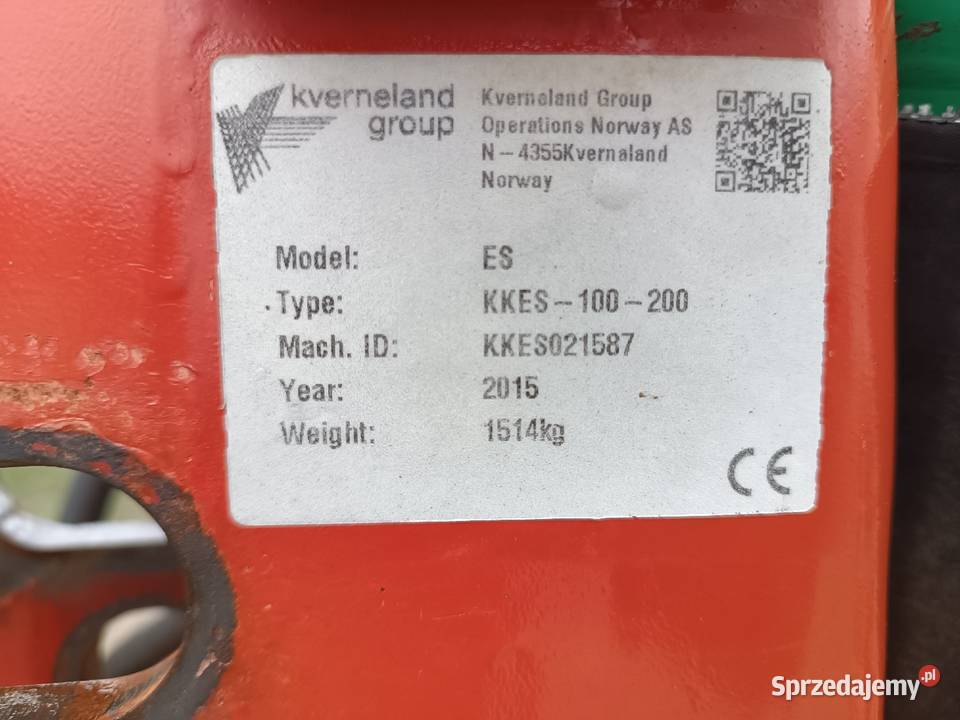 kverneland
group
Kverneland Group
Operations Norway AS
N – 4355Kvernaland
Norway
Model: ES
Type: KKES – 100 – 200
Mach. ID: KKES021587
Year: 2015
Weight: 1514kg
CE
Sprzedajemy.pl